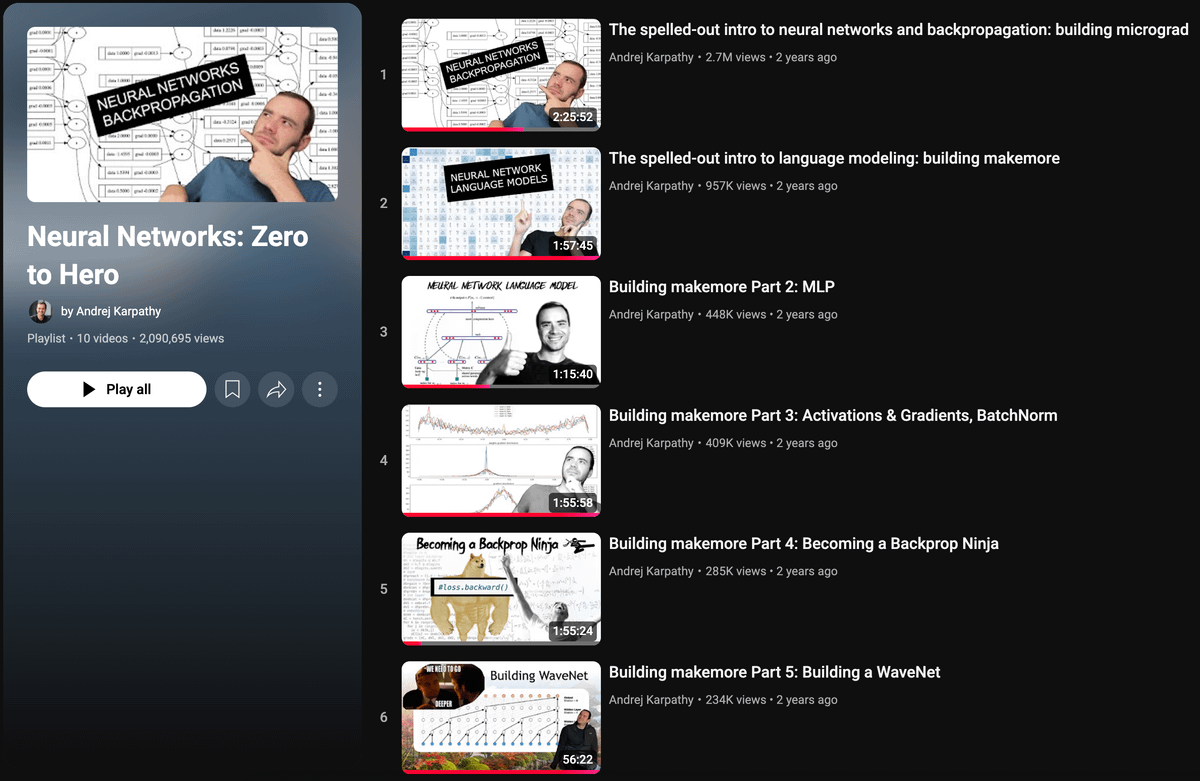 NEURAL NETWORKS
BACKPROPAGATION
Neural Networks: Zero
to Hero
by Andrej Karpathy
Playlist • 10 videos • 2,090,695 views
Play all
1
NEURAL NETWORKS
BACKPROPAGATION
2:25:52
The spelled-out intro to neural networks and backpropagation: building micrograd
Andrej Karpathy • 2.7M views • 2 years ago
2
NEURAL NETWORK
LANGUAGE MODELS
1:57:45
The spelled-out intro to language modeling: building makemore
Andrej Karpathy • 957K views • 2 years ago
3
NEURAL NETWORK LANGUAGE MODEL
1:15:40
Building makemore Part 2: MLP
Andrej Karpathy • 448K views • 2 years ago
4
1:55:58
Building makemore Part 3: Activations & Gradients, BatchNorm
Andrej Karpathy • 409K views • 2 years ago
5
Becoming a Backprop Ninja
#loss.backward()
1:55:24
Building makemore Part 4: Becoming a Backprop Ninja
Andrej Karpathy • 285K views • 2 years ago
6
WE NEED TO GO
DEEPER
Building WaveNet
56:22
Building makemore Part 5: Building a WaveNet
Andrej Karpathy • 234K views • 2 years ago